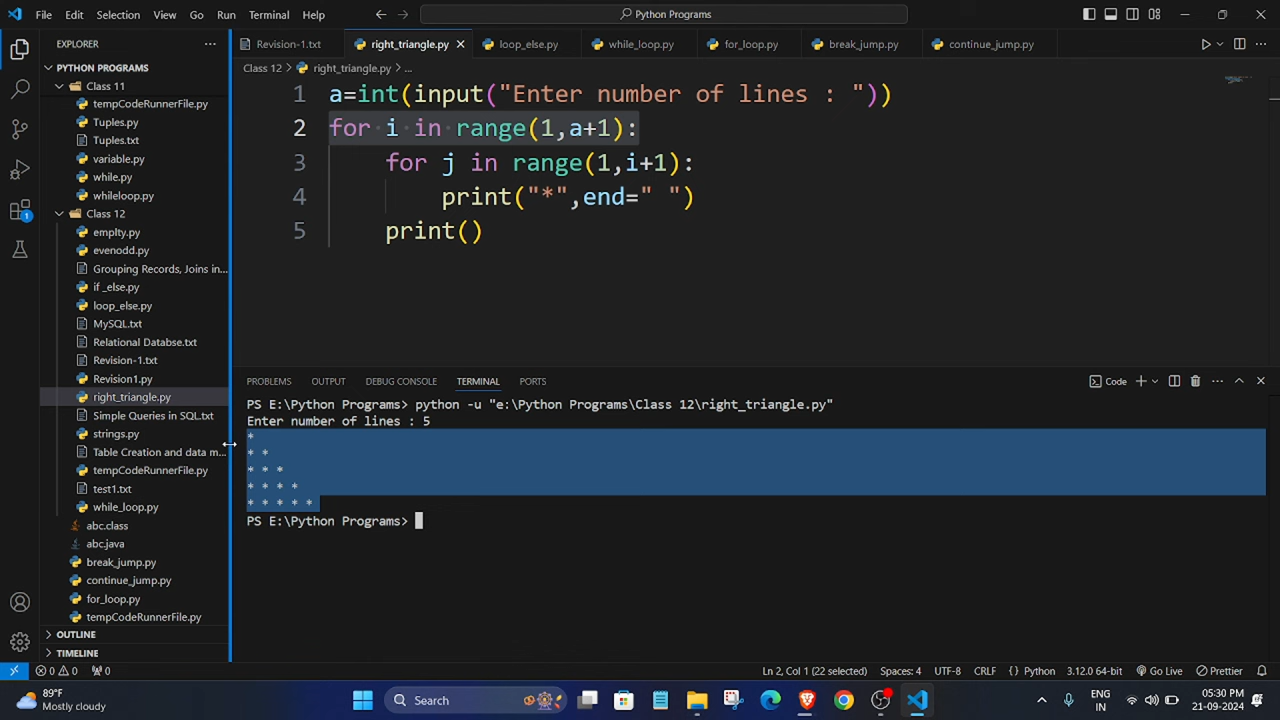 File Edit Selection View Go Run Terminal Help
Python Programs
EXPLORER
Revision-1.txt right_triangle.py loop_else.py while_loop.py for_loop.py break_jump.py continue_jump.py
Class 12 > right_triangle.py > ...
PYTHON PROGRAMS
Class 11
tempCodeRunnerFile.py
Tuples.py
Tuples.txt
variable.py
while.py
whileloop.py
Class 12
emplty.py
evenodd.py
Grouping Records, Joins in...
if _else.py
loop_else.py
MySQL.txt
Relational Databse.txt
Revision-1.txt
Revision1.py
right_triangle.py
Simple Queries in SQL.txt
strings.py
Table Creation and data m...
tempCodeRunnerFile.py
test1.txt
while_loop.py
abc.class
abc.java
break_jump.py
continue_jump.py
for_loop.py
tempCodeRunnerFile.py
OUTLINE
TIMELINE
1 a=int(input("Enter number of lines : "))
2 for i in range(1,a+1):
3 for j in range(1,i+1):
4 print("*",end=" ")
5 print()
PROBLEMS OUTPUT DEBUG CONSOLE TERMINAL PORTS
Code
PS E:\Python Programs> python -u "e:\Python Programs\Class 12\right_triangle.py"
Enter number of lines : 5
*
* *
* * *
* * * *
* * * * *
PS E:\Python Programs>
1
0 0 0 Ln 2, Col 1 (22 selected) Spaces: 4 UTF-8 CRLF {} Python 3.12.0 64-bit Go Live Prettier
89°F
Mostly cloudy
Search
ENG
IN
05:30 PM
21-09-2024